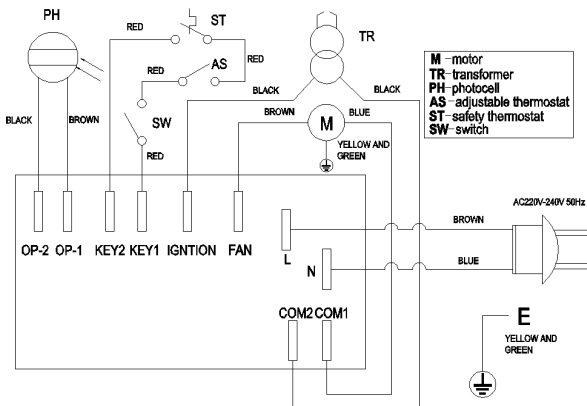 PH
RED
ST
TR
RED
AS
RED
BLACK
BLACK
M-motor
TR-transformer
PH-photocell
AS-adjustable thermostat
ST-safety thermostat
SW-switch
BLACK
BROWN
SW
BROWN
M
BLUE
RED
YELLOW AND
GREEN
AC220V-240V 50Hz
OP-2
OP-1
KEY2
KEY1
IGNTION
FAN
L
BROWN
N
BLUE
COM2
COM1
E
YELLOW AND
GREEN